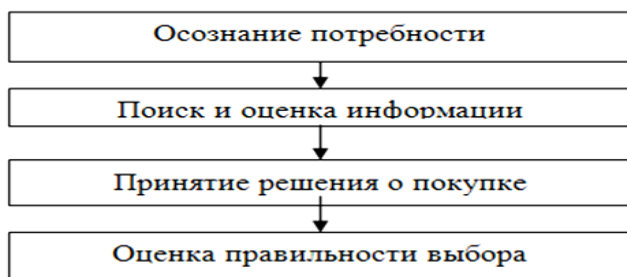 Осознание потребности
Поиск и оценка информации
Принятие решения о покупке
Оценка правильности выбора